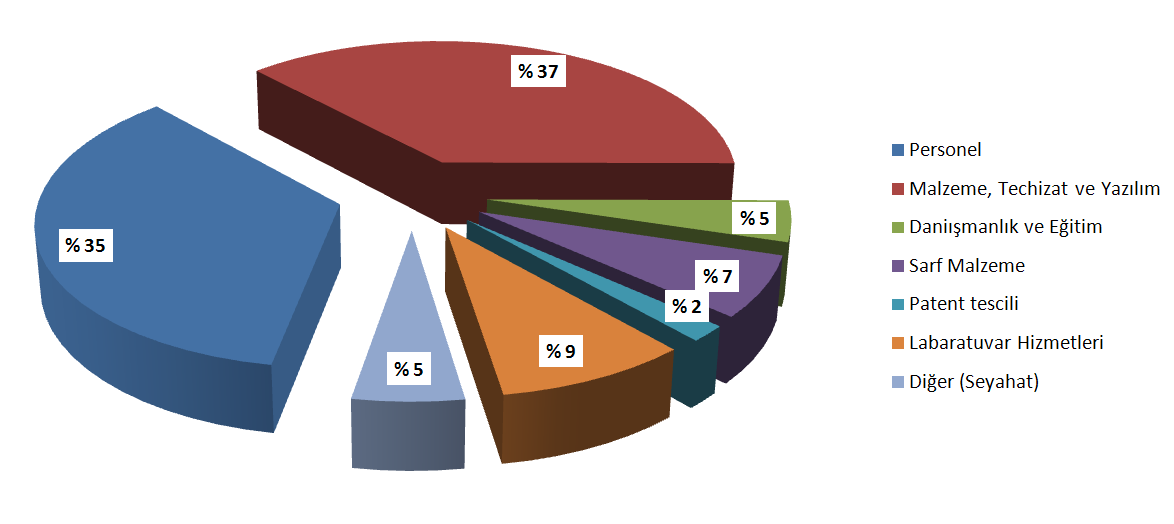 % 37
% 35
% 5
% 7
% 2
% 9
% 5
Personel
Malzeme, Techizat ve Yazılım
Daniışmanlık ve Eğitim
Sarf Malzeme
Patent tescili
Labaratuvar Hizmetleri
Diğer (Seyahat)